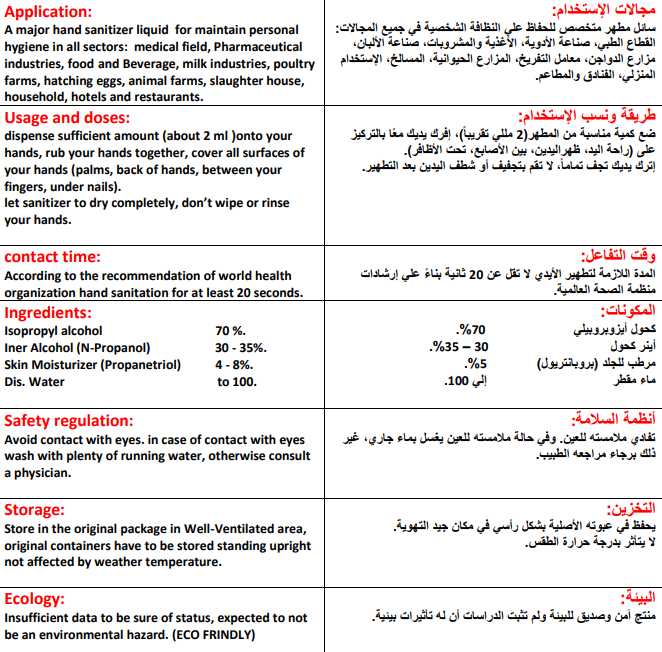 Application:
A major hand sanitizer liquid  for maintain personal
hygiene in all sectors:  medical field, Pharmaceutical
industries, food and Beverage, milk industries, poultry
farms, hatching eggs, animal farms, slaughter house,
household, hotels and restaurants.
مجالات الإستخدام:
سائل مطهر متخصص للحفاظ علي النظافة الشخصية في جميع المجالات:
القطاع الطبي، صناعة الأدوية، الأغذية والمشروبات، صناعة الألبان،
مزارع الدواجن، معامل التفريخ، المزارع الحيوانية، المسالخ، الإستخدام
المنزلي، الفنادق والمطاعم.
Usage and doses:
dispense sufficient amount (about 2 ml )onto your
hands, rub your hands together, cover all surfaces of
your hands (palms, back of hands, between your
fingers, under nails).
let sanitizer to dry completely, don’t wipe or rinse
your hands.
طريقة ونسب الإستخدام:
ضع كمية مناسبة من المطهر(2 مللي تقريباً)، إفرك يديك معًا بالتركيز
على (راحة اليد، ظهراليدين، بين الأصابع، تحت الأظافر).
إترك يديك تجف تماماً، لا تقم بتجفيف أو شطف اليدين بعد التطهير.
contact time:
According to the recommendation of world health
organization hand sanitation for at least 20 seconds.
وقت التفاعل:
المدة اللازمة لتطهير الأيدي لا تقل عن 20 ثانية بناءً علي إرشادات
منظمة الصحة العالمية.
Ingredients:
Isopropyl alcohol 70 %.
Iner Alcohol (N-Propanol) 30 - 35%.
Skin Moisturizer (Propanetriol) 4 - 8%.
Dis. Water to 100.
المكونات:
كحول أيزوبروبيلي 70%.
أينر كحول 30 – 35%.
مرطب للجلد (بروبانتريول) 5%.
ماء مقطر إلي 100.
Safety regulation:
Avoid contact with eyes. in case of contact with eyes
wash with plenty of running water, otherwise consult
a physician.
أنظمة السلامة:
تفادي ملامسته للعين. وفي حالة ملامسته للعين يغسل بماء جاري، غير
ذلك برجاء مراجعه الطبيب.
Storage:
Store in the original package in Well-Ventilated area,
original containers have to be stored standing upright
not affected by weather temperature.
التخزين:
يحفظ في عبوته الأصلية بشكل رأسي في مكان جيد التهوية.
لا يتأثر بدرجة حرارة الطقس.
Ecology:
Insufficient data to be sure of status, expected to not
be an environmental hazard. (ECO FRINDLY)
البيئة:
منتج أمن وصديق للبيئة ولم تثبت الدراسات أن له تأثيرات بيئية.